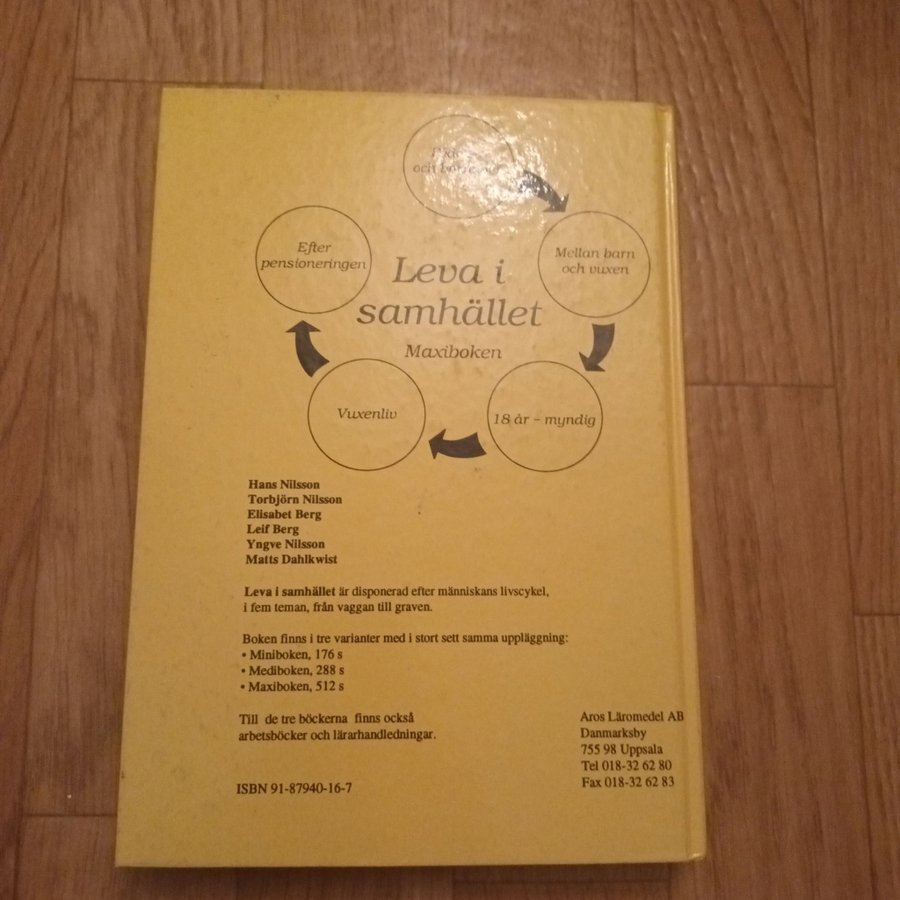 och
Efter
pensioneringen
Mellan barn
och vuxen
Leva i
samhället
Maxiboken
Vuxenliv
18 år – myndig
Hans Nilsson
Torbjörn Nilsson
Elisabet Berg
Leif Berg
Yngve Nilsson
Matts Dahlkwist
Leva i samhället är disponerad efter människans livscykel,
i fem teman, från vaggan till graven.
Boken finns i tre varianter med i stort sett samma uppläggning:
• Miniboken, 176 s
• Mediboken, 288 s
• Maxiboken, 512 s
Till de tre böckerna finns också
arbetsböcker och lärarhandledningar.
ISBN 91-87940-16-7
Aros Läromedel AB
Danmarksby
755 98 Uppsala
Tel 018-32 62 80
Fax 018-32 62 83